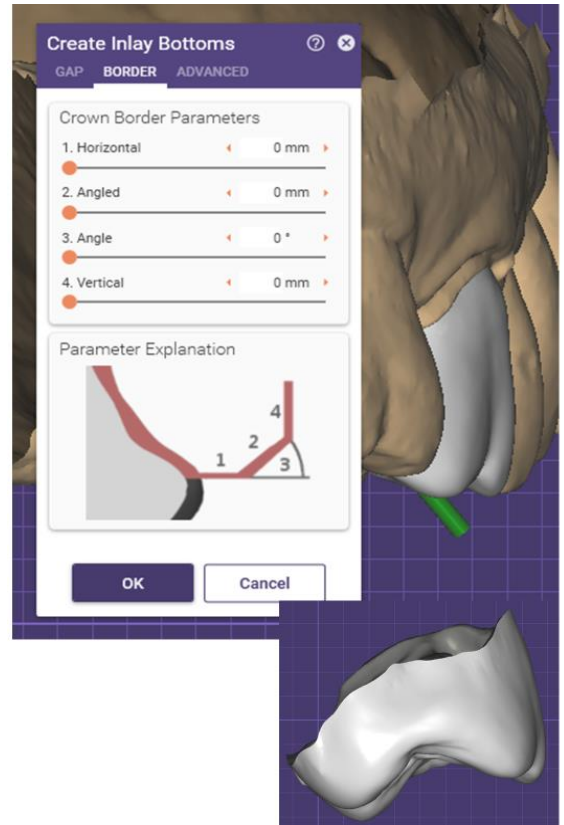 Create Inlay Bottoms
GAP BORDER ADVANCED
Crown Border Parameters
1. Horizontal 0 mm
2. Angled 0 mm
3. Angle 0 °
4. Vertical 0 mm
Parameter Explanation
4
2
1 3
OK Cancel